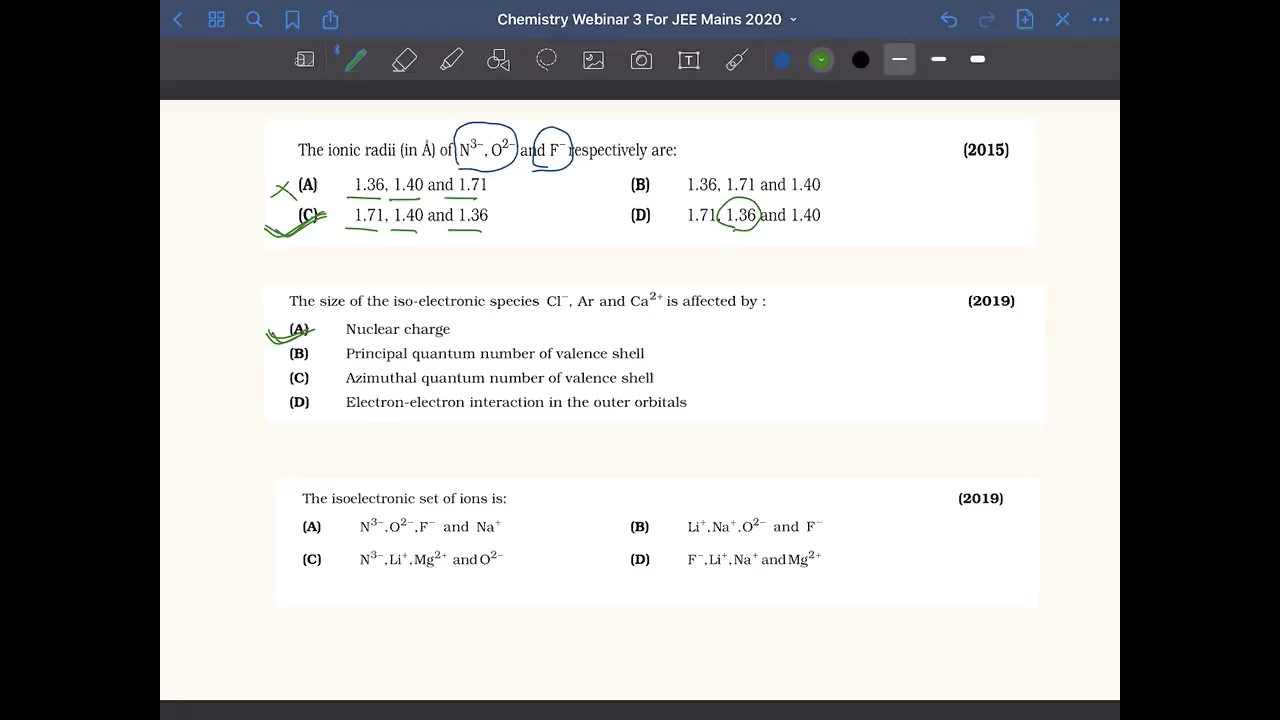 Chemistry Webinar 3 For JEE Mains 2020
T
The ionic radii (in Å) of N³⁻, O²⁻ and F⁻ respectively are: (2015)
(A) 1.36, 1.40 and 1.71 (B) 1.36, 1.71 and 1.40
(C) 1.71, 1.40 and 1.36 (D) 1.71, 1.36 and 1.40
The size of the iso-electronic species Cl⁻, Ar and Ca²⁺ is affected by : (2019)
(A) Nuclear charge
(B) Principal quantum number of valence shell
(C) Azimuthal quantum number of valence shell
(D) Electron-electron interaction in the outer orbitals
The isoelectronic set of ions is: (2019)
(A) N³⁻,O²⁻,F⁻ and Na⁺ (B) Li⁺,Na⁺,O²⁻ and F⁻
(C) N³⁻,Li⁺,Mg²⁺ and O²⁻ (D) F⁻,Li⁺,Na⁺ and Mg²⁺